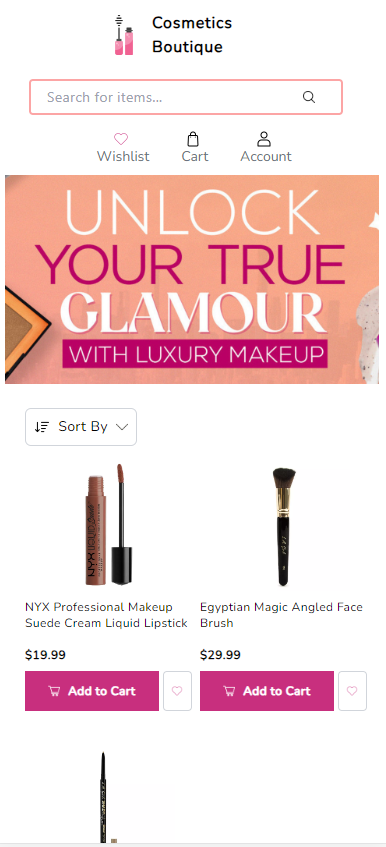 Cosmetics
Boutique
Search for items...
Wishlist
Cart
Account
UNLOCK
YOUR TRUE
GLAMOUR
WITH LUXURY MAKEUP
Sort By
NYX
NYX Professional Makeup
Suede Cream Liquid Lipstick
$19.99
Add to Cart
Egyptian Magic Angled Face
Brush
$29.99
Add to Cart